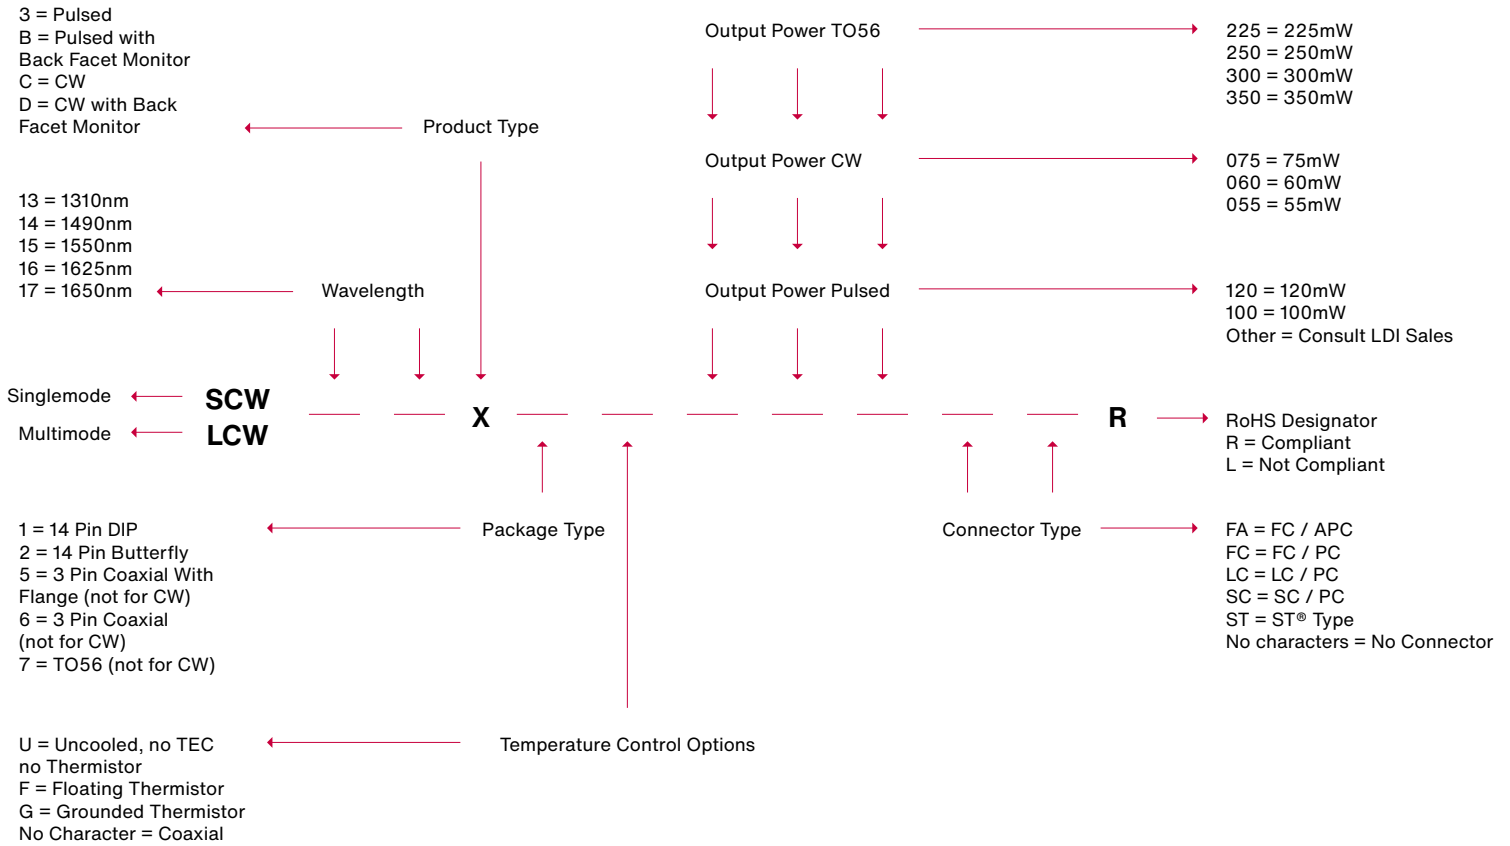 3 = Pulsed
B = Pulsed with
Back Facet Monitor
C = CW
D = CW with Back
Facet Monitor
Product Type
Output Power TO56
225 = 225mW
250 = 250mW
300 = 300mW
350 = 350mW
Output Power CW
075 = 75mW
060 = 60mW
055 = 55mW
13 = 1310nm
14 = 1490nm
15 = 1550nm
16 = 1625nm
17 = 1650nm
Wavelength
Output Power Pulsed
120 = 120mW
100 = 100mW
Other = Consult LDI Sales
Singlemode
SCW
Multimode
LCW
X
R
RoHS Designator
R = Compliant
L = Not Compliant
1 = 14 Pin DIP
2 = 14 Pin Butterfly
5 = 3 Pin Coaxial With
Flange (not for CW)
6 = 3 Pin Coaxial
(not for CW)
7 = TO56 (not for CW)
Package Type
Connector Type
FA = FC / APC
FC = FC / PC
LC = LC / PC
SC = SC / PC
ST = ST® Type
No characters = No Connector
U = Uncooled, no TEC
no Thermistor
F = Floating Thermistor
G = Grounded Thermistor
No Character = Coaxial
Temperature Control Options